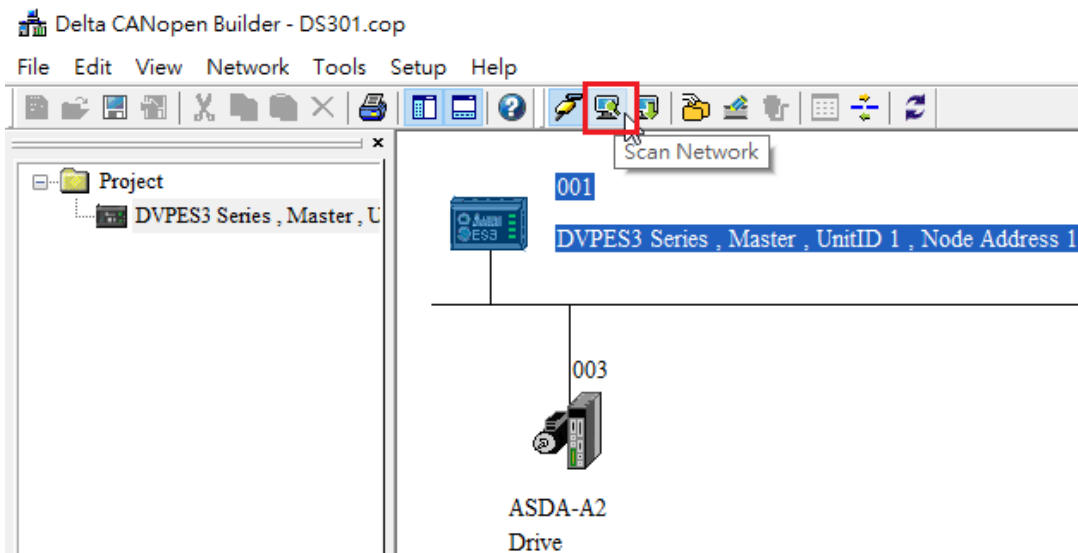 Delta CANopen Builder - DS301.cop
File Edit View Network Tools Setup Help
Scan Network
Project
DVPES3 Series , Master , U
001
DVPES3 Series , Master , UnitID 1 , Node Address 1
ES3
003
ASDA-A2
Drive